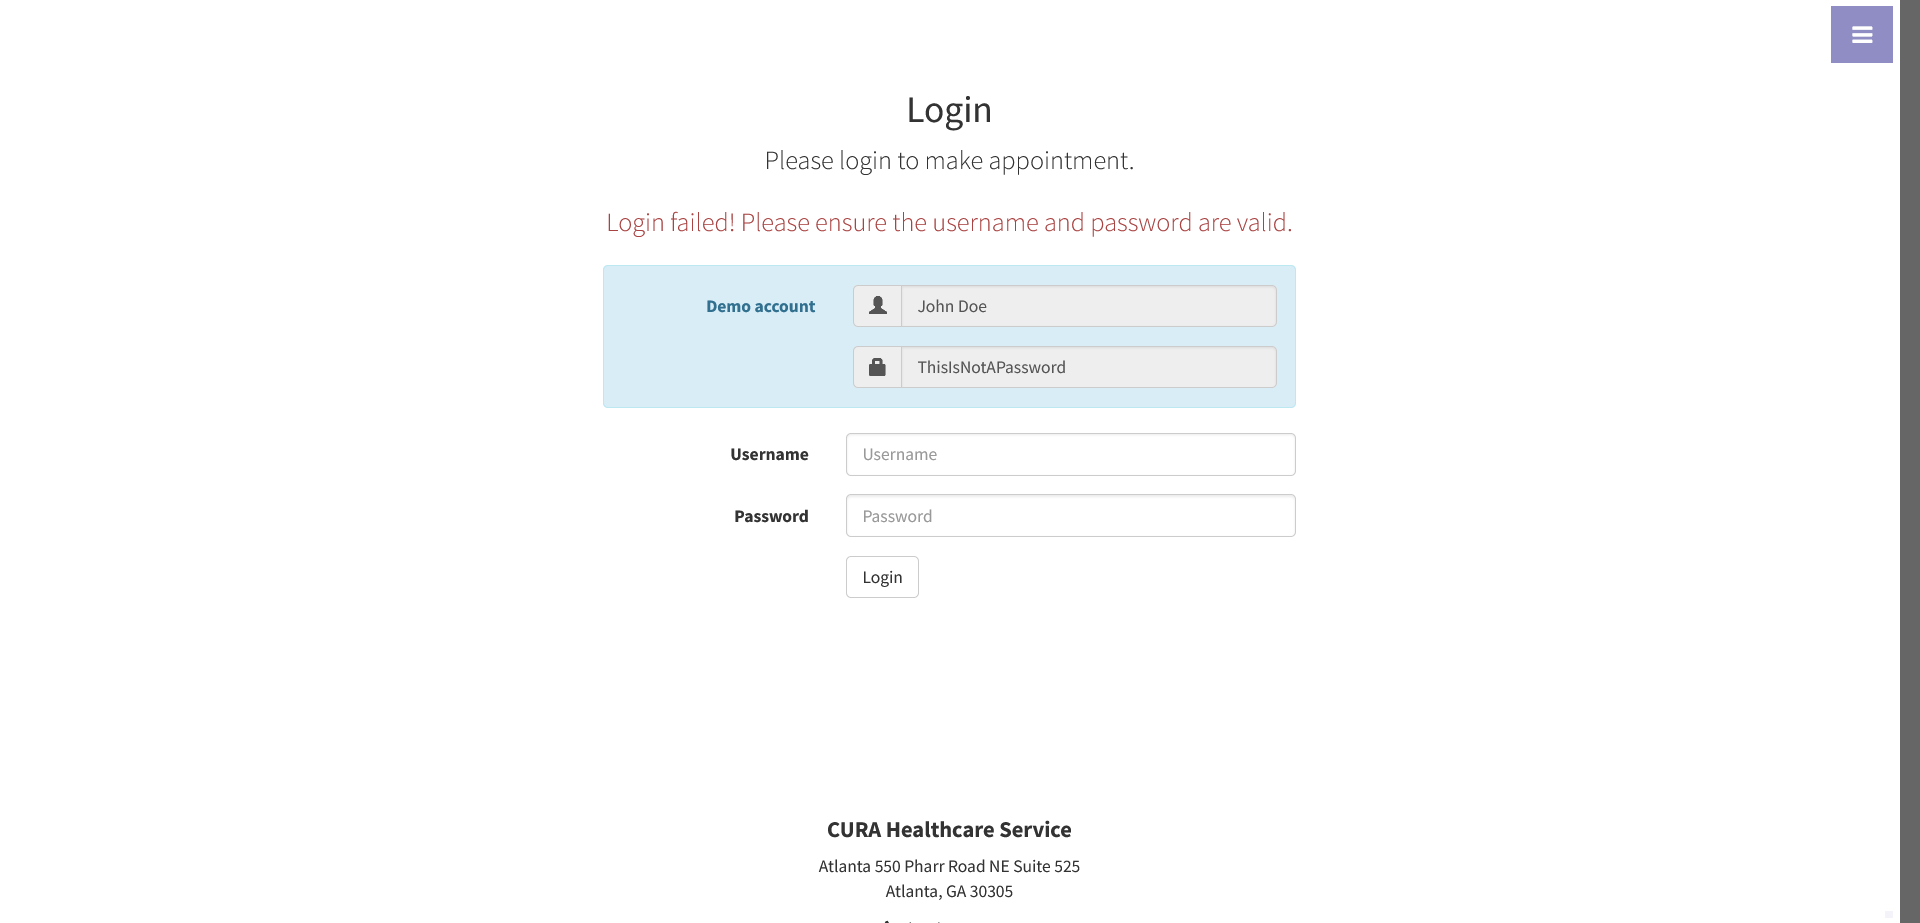 Login
Please login to make appointment.
Login failed! Please ensure the username and password are valid.
Demo account
John Doe
ThisIsNotAPassword
Username
Username
Password
Password
Login
CURA Healthcare Service
Atlanta 550 Pharr Road NE Suite 525
Atlanta, GA 30305